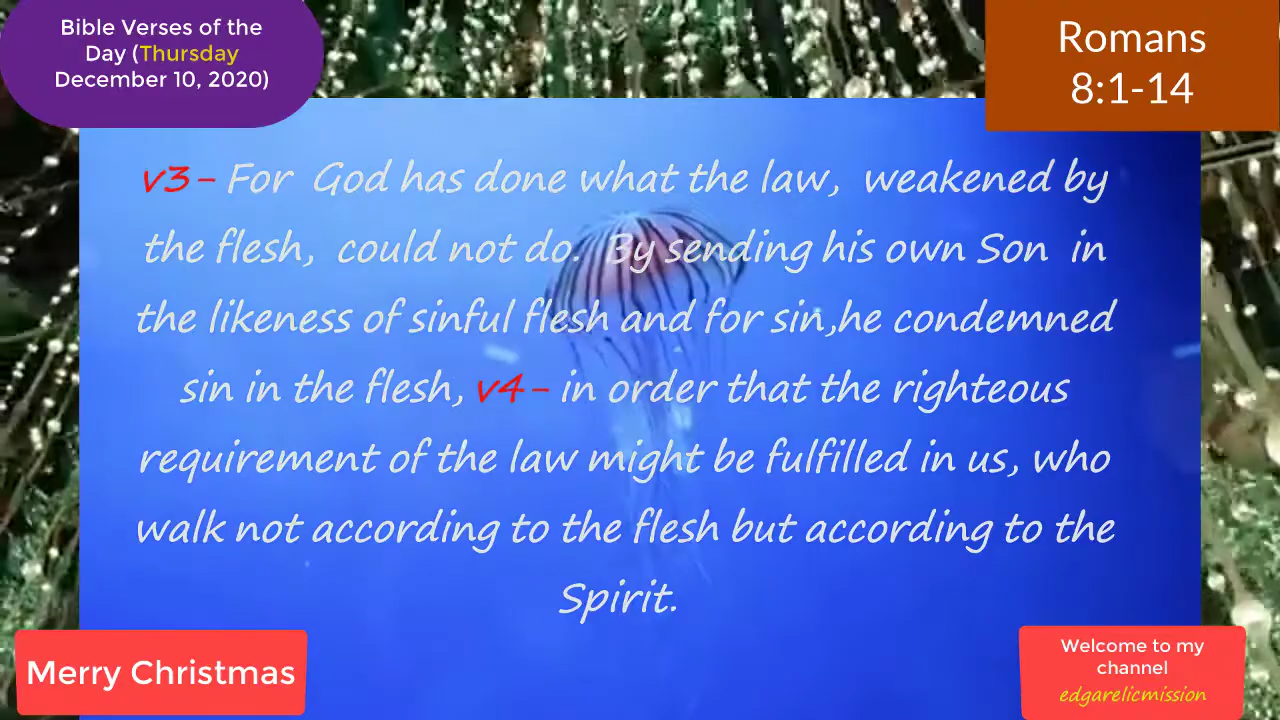 Bible Verses of the
Day (Thursday
December 10, 2020)
Romans
8:1-14
v3- For God has done what the law, weakened by
the flesh, could not do. By sending his own Son in
the likeness of sinful flesh and for sin,he condemned
sin in the flesh, v4- in order that the righteous
requirement of the law might be fulfilled in us, who
walk not according to the flesh but according to the
Spirit.
Merry Christmas
Welcome to my
channel
edgarelicmission